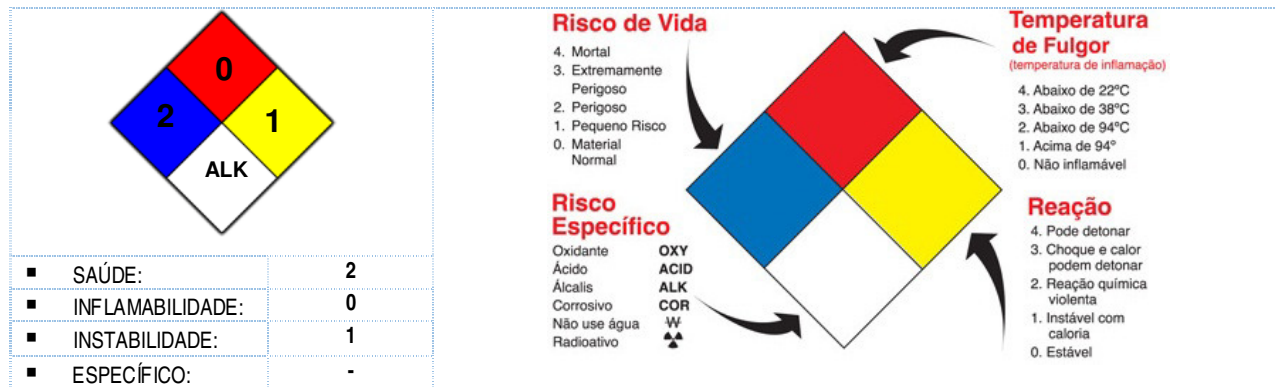 0
2
1
ALK
▪ SAÚDE: 2
▪ INFLAMABILIDADE: 0
▪ INSTABILIDADE: 1
▪ ESPECÍFICO: -
Risco de Vida
4. Mortal
3. Extremamente
Perigoso
2. Perigoso
1. Pequeno Risco
0. Material
Normal
Temperatura
de Fulgor
(temperatura de inflamação)
4. Abaixo de 22ºC
3. Abaixo de 38ºC
2. Abaixo de 94ºC
1. Acima de 94º
0. Não inflamável
Risco
Específico
Oxidante OXY
Ácido ACID
Álcalis ALK
Corrosivo COR
Não use água W
Radioativo
Reação
4. Pode detonar
3. Choque e calor
podem detonar
2. Reação química
violenta
1. Instável com
caloria
0. Estável